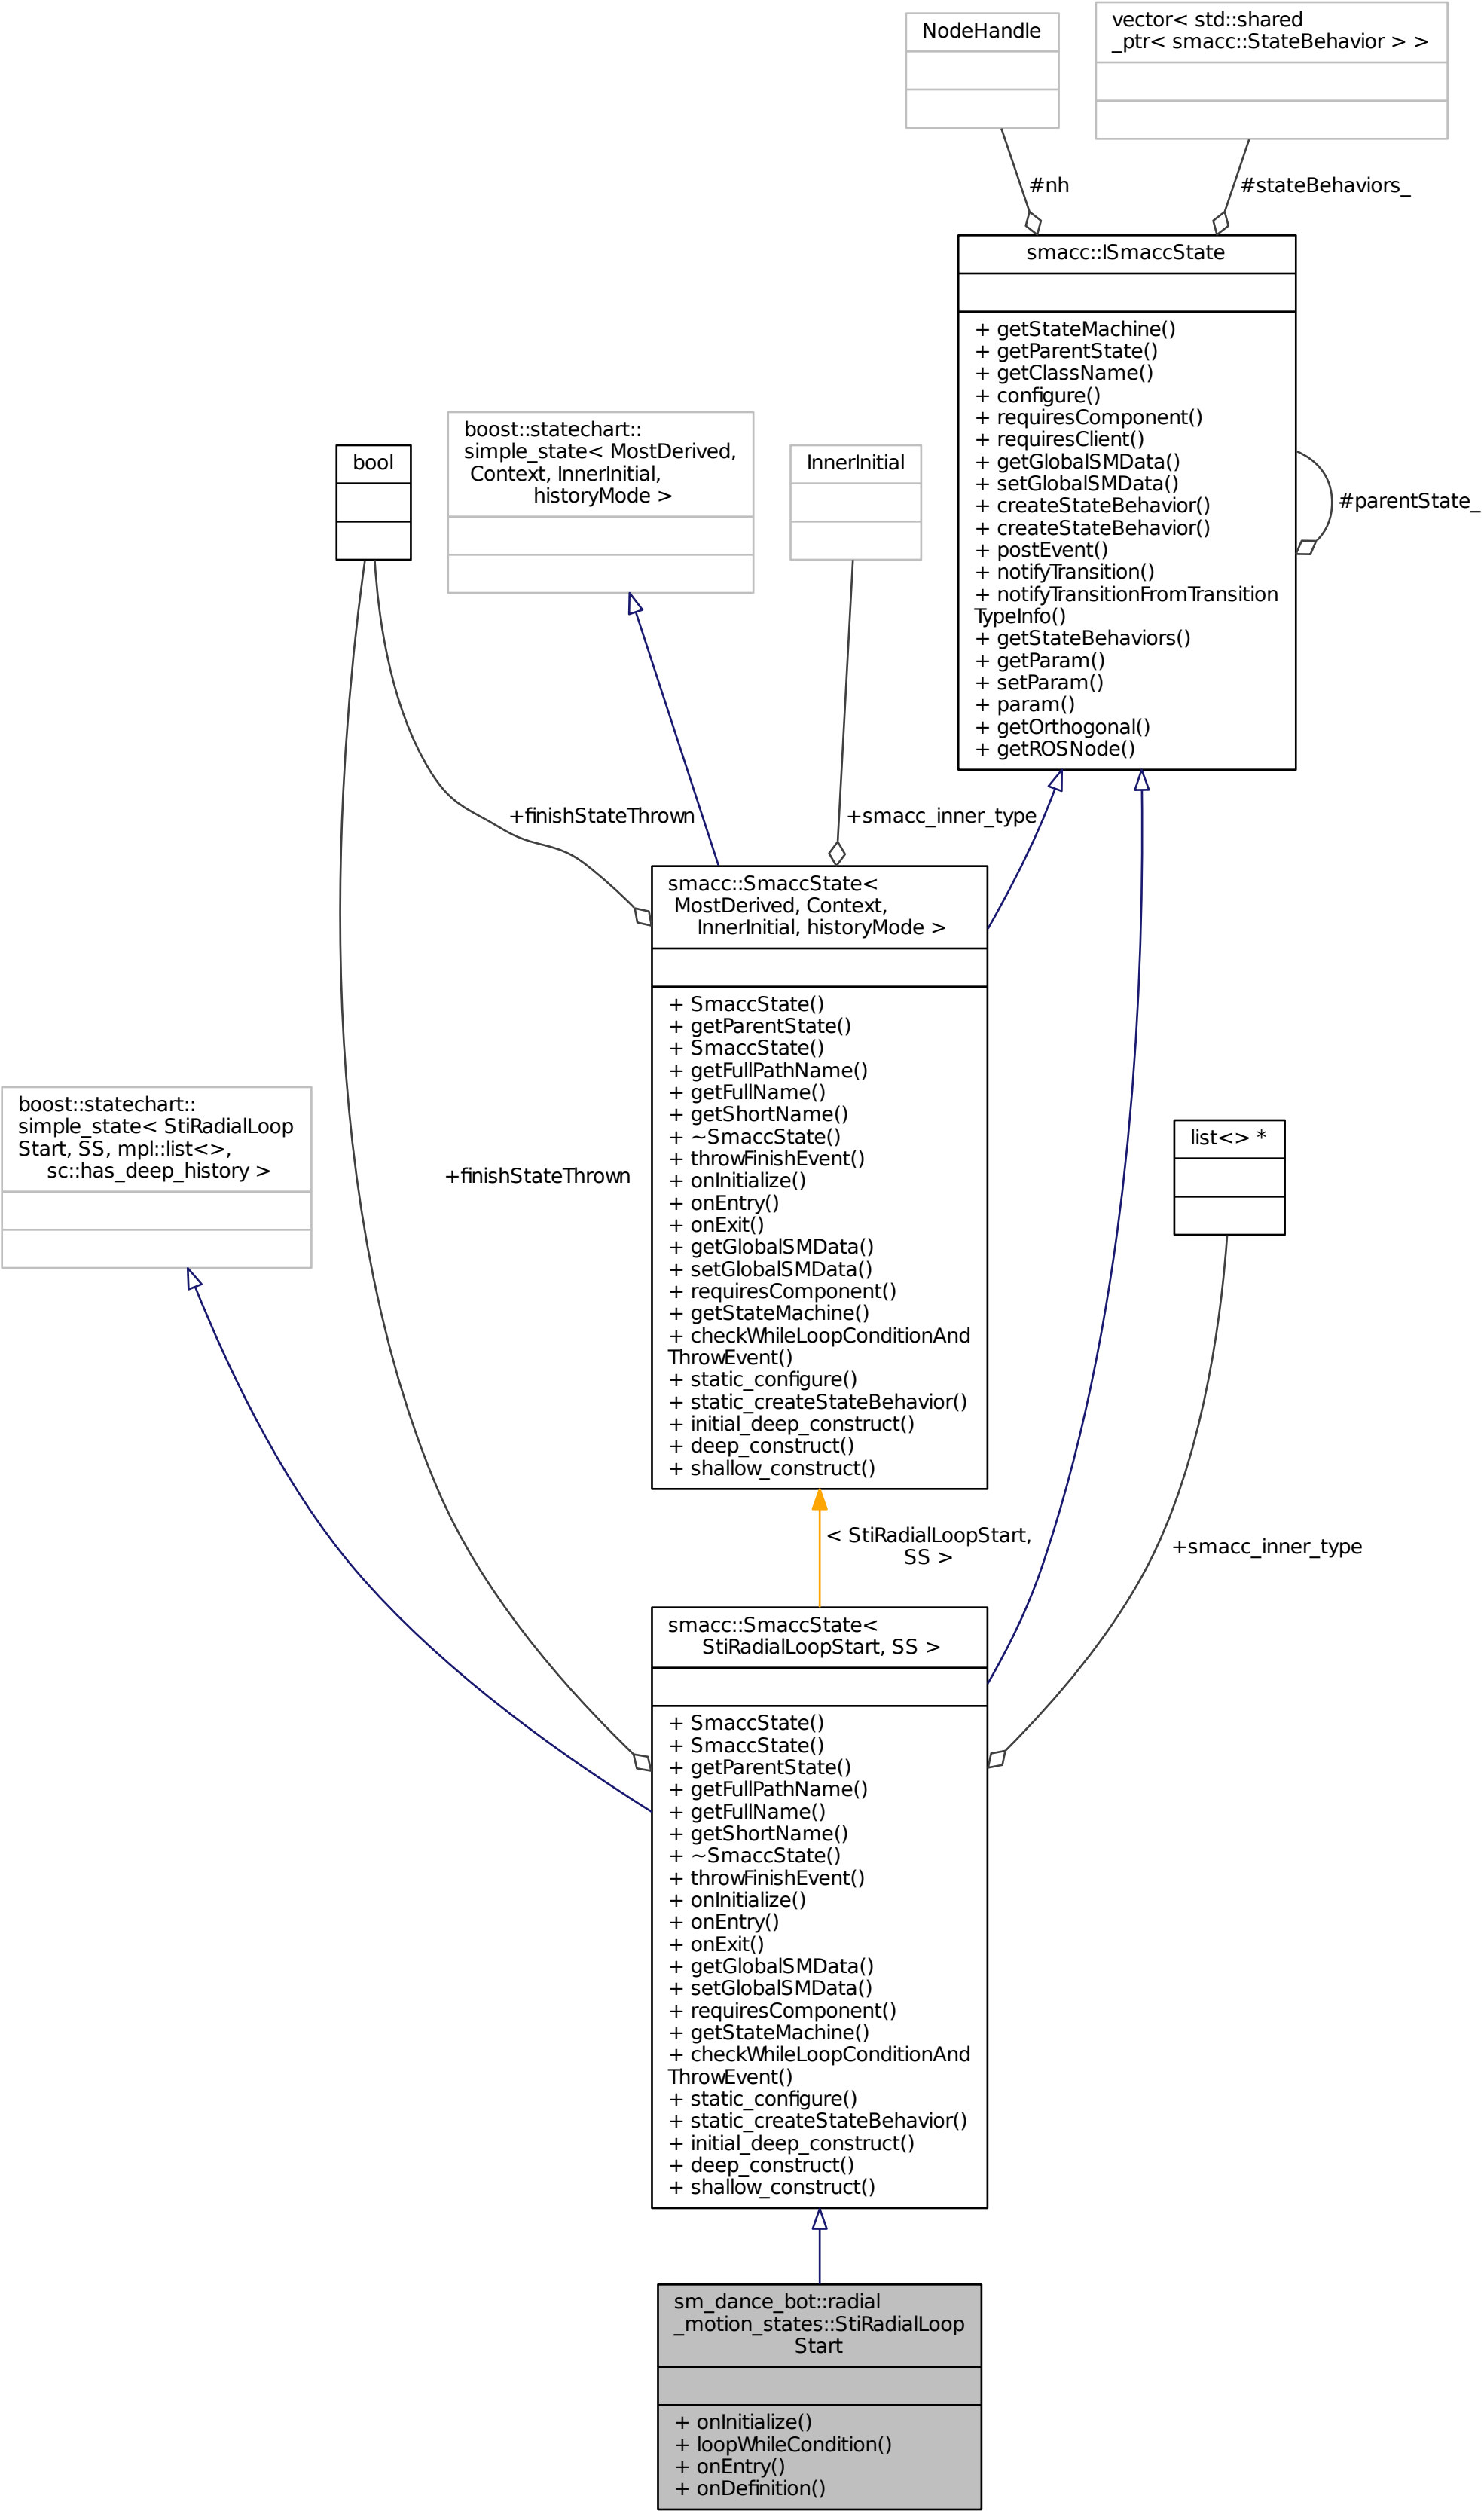 NodeHandle
vector< std::shared
_ptr< smacc::StateBehavior > >
#nh
#stateBehaviors_
smacc::ISmaccState
+ getStateMachine()
+ getParentState()
+ getClassName()
+ configure()
+ requiresComponent()
+ requiresClient()
+ getGlobalSMData()
+ setGlobalSMData()
+ createStateBehavior()
+ createStateBehavior()
+ postEvent()
+ notifyTransition()
+ notifyTransitionFromTransition
TypeInfo()
+ getStateBehaviors()
+ getParam()
+ setParam()
+ param()
+ getOrthogonal()
+ getROSNode()
#parentState_
bool
boost::statechart::
simple_state< MostDerived,
Context, InnerInitial,
historyMode >
InnerInitial
+finishStateThrown
+smacc_inner_type
smacc::SmaccState<
MostDerived, Context,
InnerInitial, historyMode >
+ SmaccState()
+ getParentState()
+ SmaccState()
+ getFullPathName()
+ getFullName()
+ getShortName()
+ ~SmaccState()
+ throwFinishEvent()
+ onInitialize()
+ onEntry()
+ onExit()
+ getGlobalSMData()
+ setGlobalSMData()
+ requiresComponent()
+ getStateMachine()
+ checkWhileLoopConditionAnd
ThrowEvent()
+ static_configure()
+ static_createStateBehavior()
+ initial_deep_construct()
+ deep_construct()
+ shallow_construct()
boost::statechart::
simple_state< StiRadialLoop
Start, SS, mpl::list<>,
sc::has_deep_history >
+finishStateThrown
list<> *
< StiRadialLoopStart,
SS >
+smacc_inner_type
smacc::SmaccState<
StiRadialLoopStart, SS >
+ SmaccState()
+ SmaccState()
+ getParentState()
+ getFullPathName()
+ getFullName()
+ getShortName()
+ ~SmaccState()
+ throwFinishEvent()
+ onInitialize()
+ onEntry()
+ onExit()
+ getGlobalSMData()
+ setGlobalSMData()
+ requiresComponent()
+ getStateMachine()
+ checkWhileLoopConditionAnd
ThrowEvent()
+ static_configure()
+ static_createStateBehavior()
+ initial_deep_construct()
+ deep_construct()
+ shallow_construct()
sm_dance_bot::radial
_motion_states::StiRadialLoop
Start
+ onInitialize()
+ loopWhileCondition()
+ onEntry()
+ onDefinition()